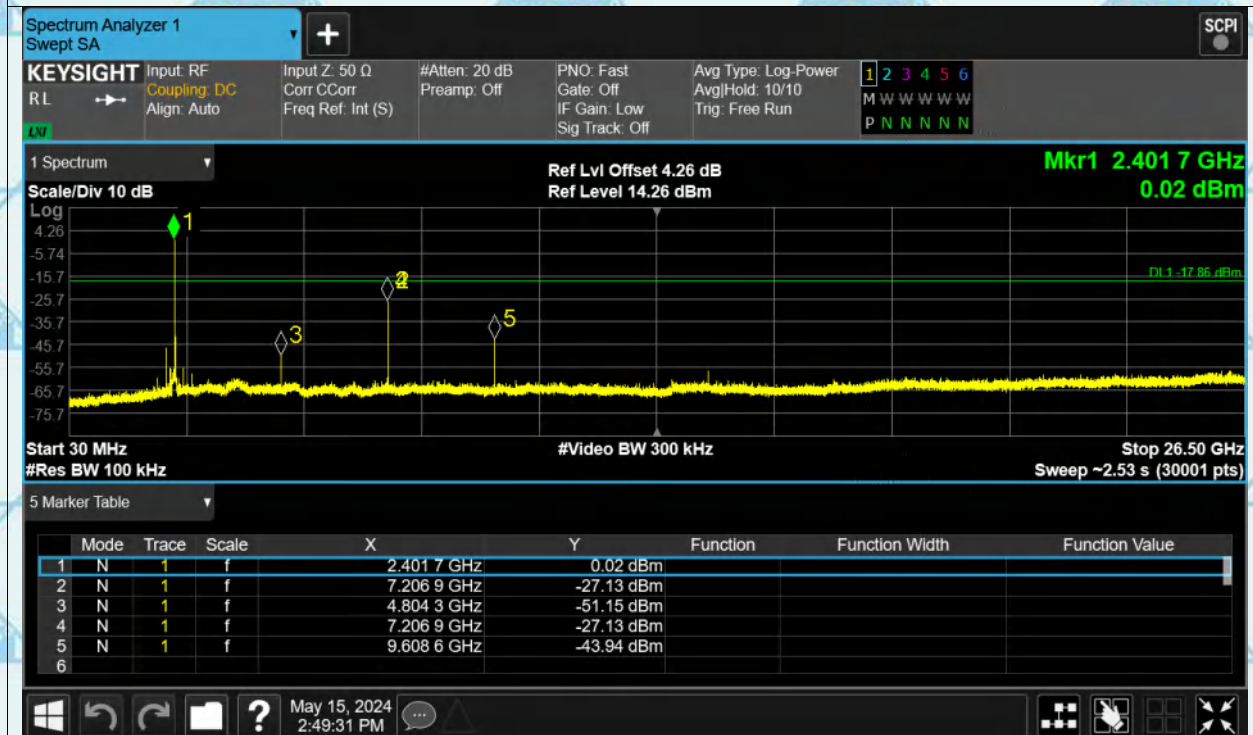 Spectrum Analyzer 1
Swept SA
+
SCPI
KEYSIGHT Input: RF Input Z: 50 Ω #Atten: 20 dB PNO: Fast Avg Type: Log-Power 1 2 3 4 5 6
RL Coupling: DC Corr CCorr Preamp: Off Gate: Off Avg|Hold: 10/10 M W W W W W
Align: Auto Freq Ref: Int (S) IF Gain: Low Trig: Free Run
LXI Sig Track: Off P N N N N N
1 Spectrum Ref Lvl Offset 4.26 dB Mkr1 2.401 7 GHz
Scale/Div 10 dB Ref Level 14.26 dBm 0.02 dBm
Log
1
4.26
-5.74
-15.7 DL1 -17.86 dBm
-25.7
-35.7 5
3
-45.7
-55.7
-65.7
-75.7
Start 30 MHz #Video BW 300 kHz Stop 26.50 GHz
#Res BW 100 kHz Sweep ~2.53 s (30001 pts)
5 Marker Table
Mode Trace Scale X Y Function Function Width Function Value
1 N 1 f 2.401 7 GHz 0.02 dBm
2 N 1 f 7.206 9 GHz -27.13 dBm
3 N 1 f 4.804 3 GHz -51.15 dBm
4 N 1 f 7.206 9 GHz -27.13 dBm
5 N 1 f 9.608 6 GHz -43.94 dBm
6
? May 15, 2024
2:49:31 PM